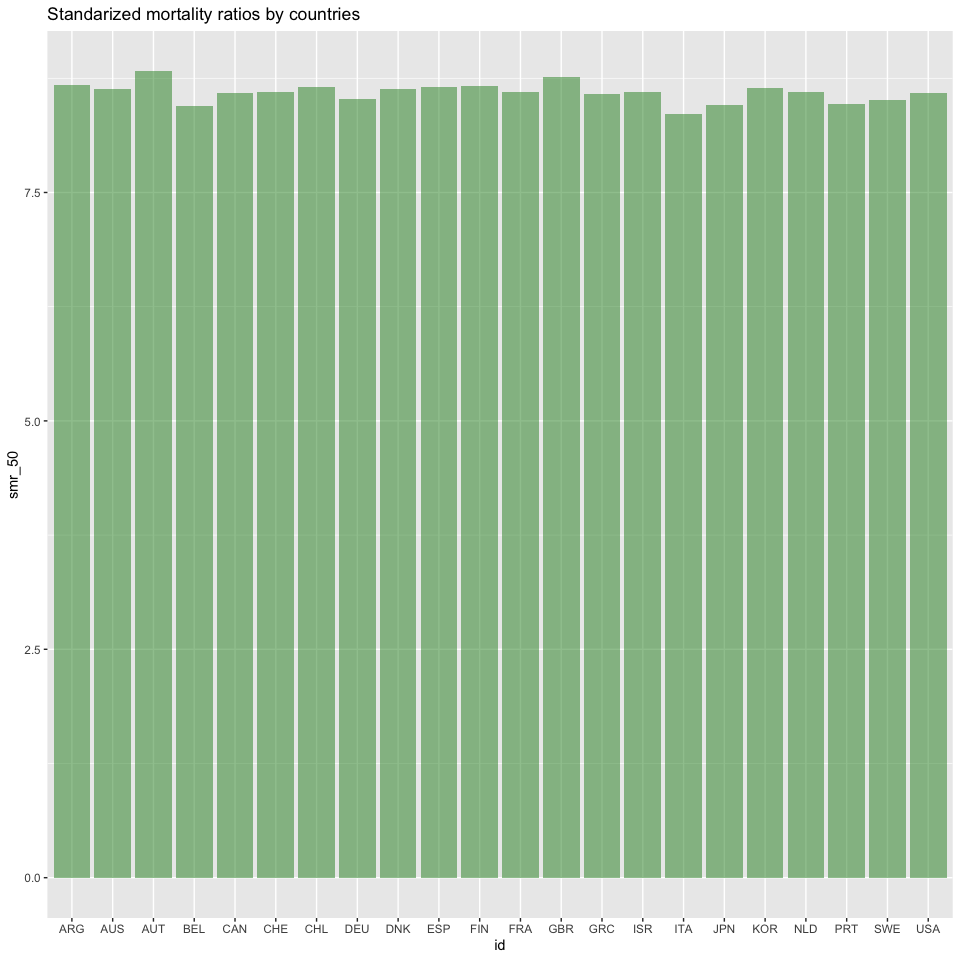 Standarized mortality ratios by countries
smr_50
7.5
5.0
2.5
0.0
ARG AUS AUT BEL CAN CHE CHL DEU DNK ESP FIN FRA GBR GRC ISR ITA JPN KOR NLD PRT SWE USA
id